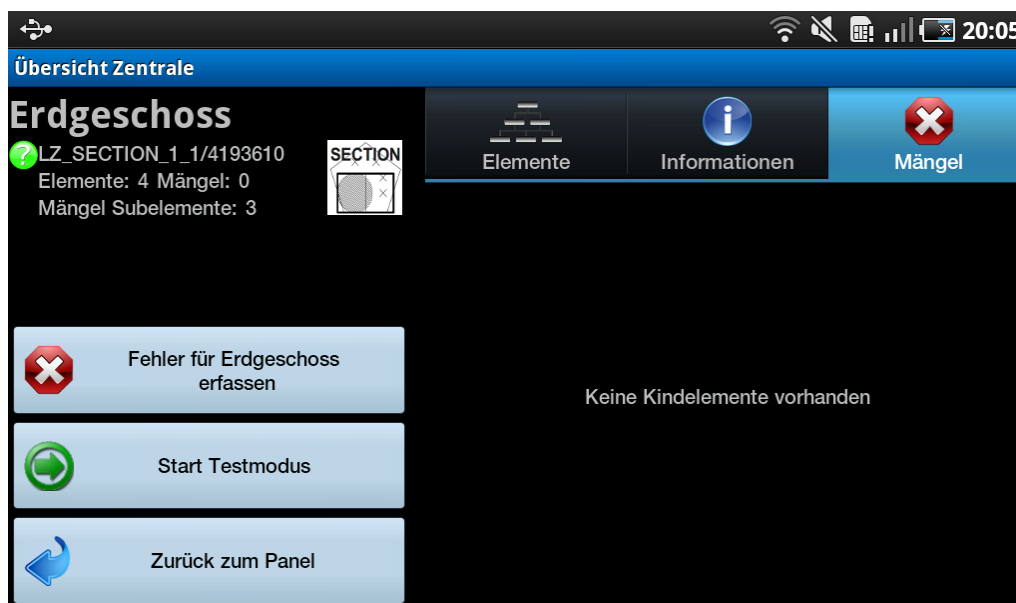 20:05
Übersicht Zentrale
Erdgeschoss
LZ_SECTION_1_1/4193610
Elemente: 4 Mängel: 0
Mängel Subelemente: 3
SECTION
Elemente
Informationen
Mängel
Fehler für Erdgeschoss
erfassen
Start Testmodus
Zurück zum Panel
Keine Kindelemente vorhanden